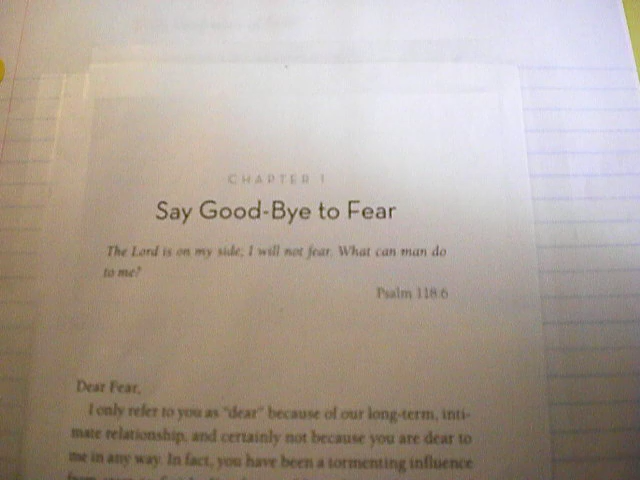 CHAPTER 1
Say Good-Bye to Fear
The Lord is on my side; I will not fear. What can man do
to me?
Psalm 118:6
Dear Fear,
I only refer to you as "dear" because of our long-term, inti-
mate relationship, and certainly not because you are dear to
me in any way. In fact, you have been a tormenting influence